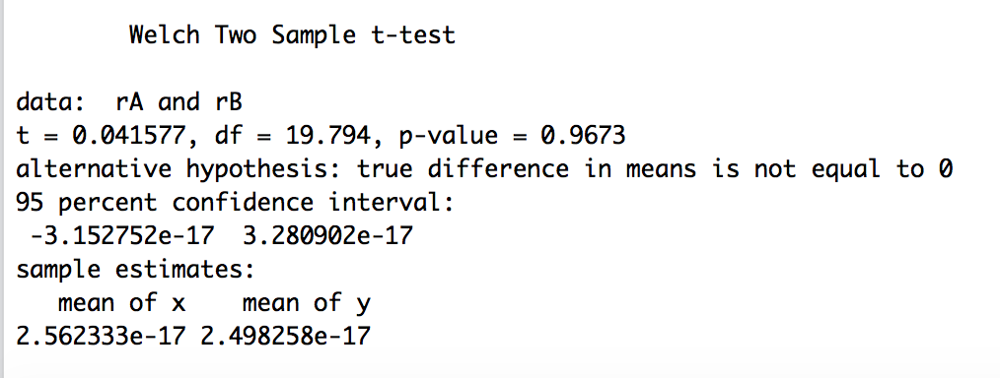 Welch Two Sample t-test
data:  rA and rB
t = 0.041577, df = 19.794, p-value = 0.9673
alternative hypothesis: true difference in means is not equal to 0
95 percent confidence interval:
 -3.152752e-17  3.280902e-17
sample estimates:
   mean of x    mean of y
2.562333e-17 2.498258e-17